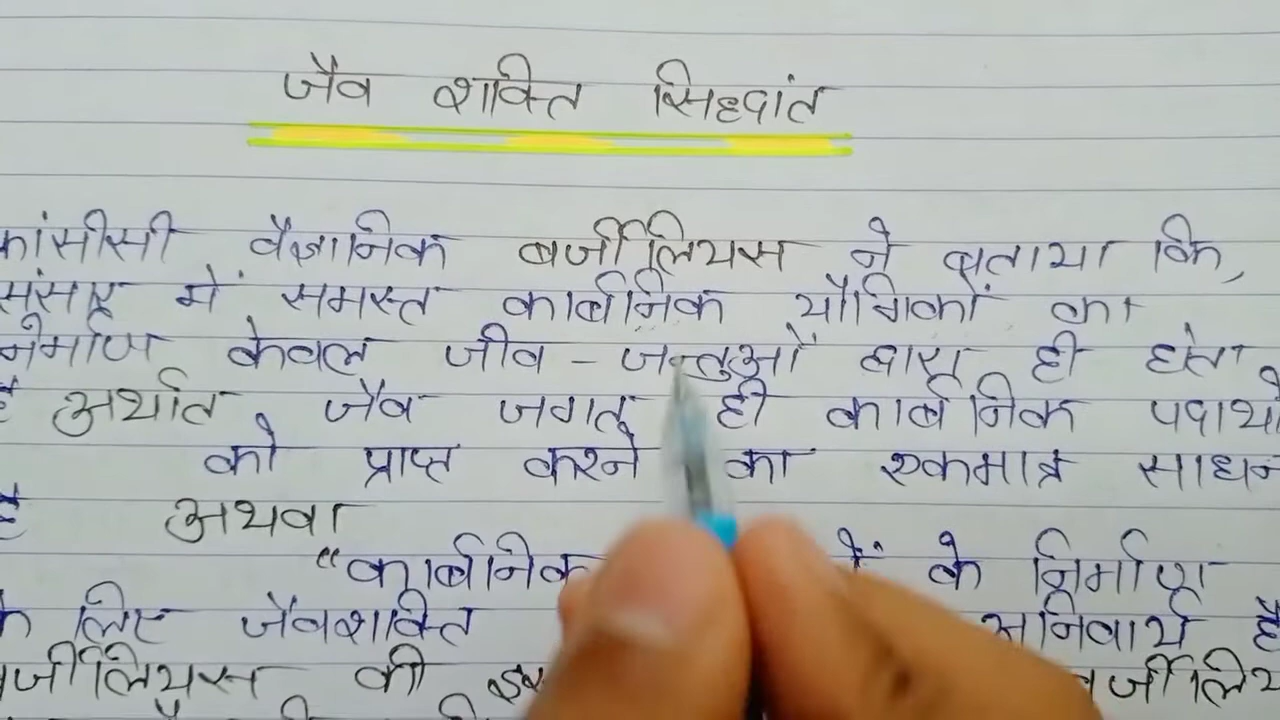 जैव शक्ति सिद्दांत
फ्रांसीसी वैज्ञानिक बर्जीलियस ने बताया कि,
संसार में समस्त कार्बनिक यौगिकों का
निर्माण केवल जीव - जन्तुओं द्वारा ही होता
है अर्थात जैव जगत् ही कार्बनिक पदार्थो
को प्राप्त करने का एकमात्र साधन
है अथवा
“कार्बनिक के निर्माण
के लिए जैवशक्ति अनिवार्य है
बर्जीलियस की इस